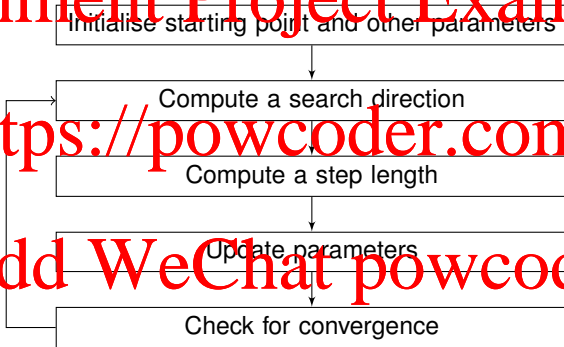 ment Project Exam
Initialise starting point and other parameters
Compute a search direction
tps://powcoder.com
Compute a step length
Update parameters
dd WeChat powcod
Check for convergence